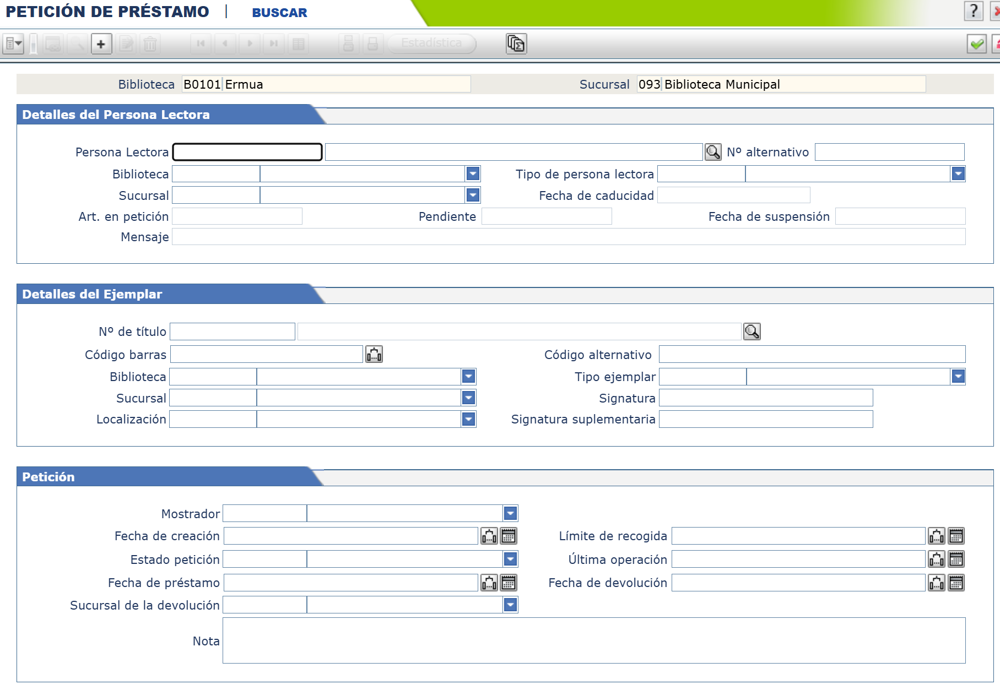 PETICIÓN DE PRÉSTAMO | BUSCAR
?
Estadística
Biblioteca B0101 Ermua Sucursal 093 Biblioteca Municipal
Detalles del Persona Lectora
Persona Lectora Nº alternativo
Biblioteca Tipo de persona lectora
Sucursal Fecha de caducidad
Art. en petición Pendiente Fecha de suspensión
Mensaje
Detalles del Ejemplar
Nº de título
Código barras Código alternativo
Biblioteca Tipo ejemplar
Sucursal Signatura
Localización Signatura suplementaria
Petición
Mostrador
Fecha de creación Límite de recogida
Estado petición Última operación
Fecha de préstamo Fecha de devolución
Sucursal de la devolución
Nota